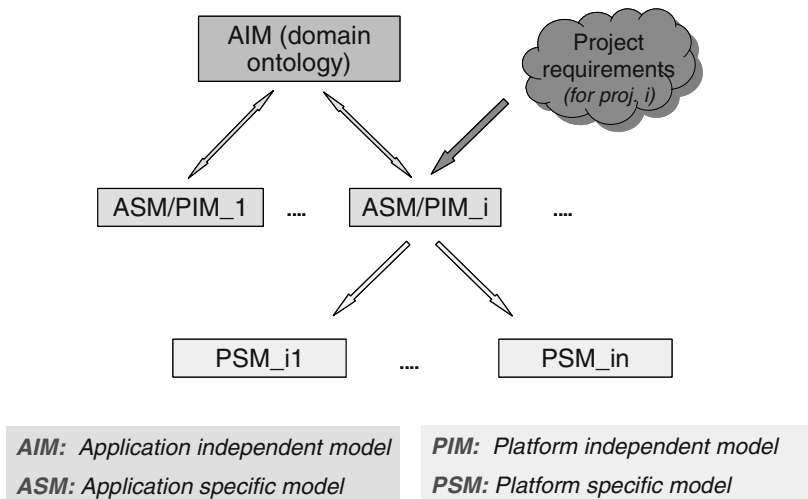 AIM (domain
ontology)
Project
requirements
(for proj. i)
ASM/PIM_1
....
ASM/PIM_i
....
PSM_i1
....
PSM_in
AIM: Application independent model
ASM: Application specific model
PIM: Platform independent model
PSM: Platform specific model